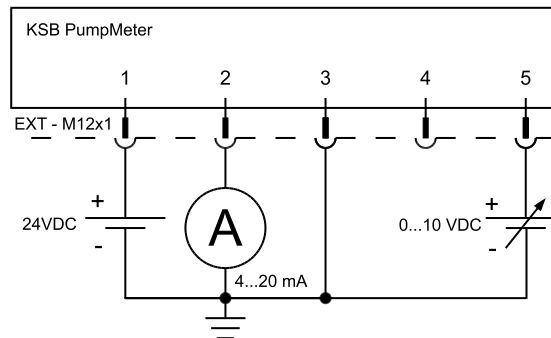 KSB PumpMeter
1 2 3 4 5
EXT - M12x1
+ +
24VDC A 0...10 VDC
- -
4...20 mA